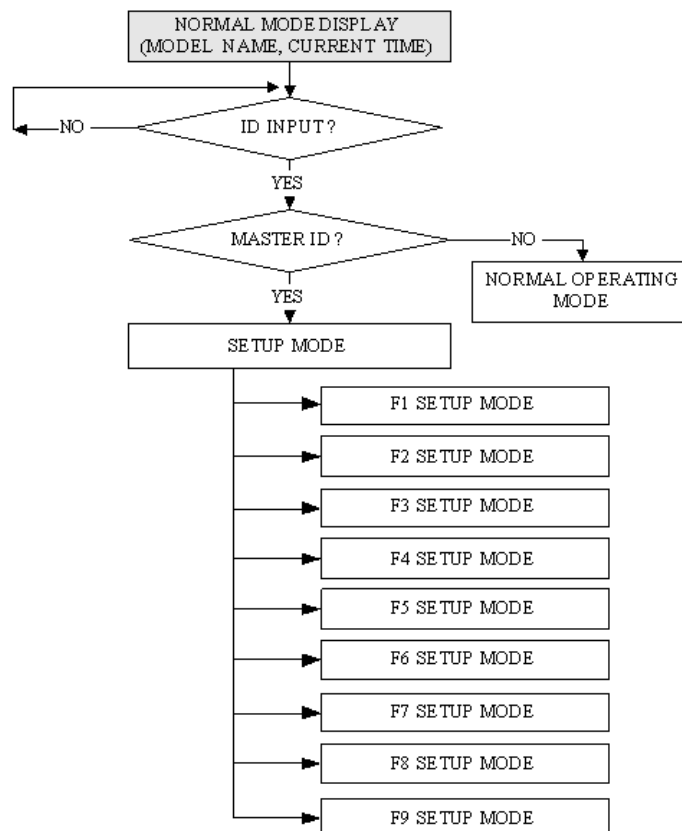 NORMAL MODE DISPLAY
(MODEL NAME, CURRENT TIME)
ID INPUT ?
NO
YES
MASTER ID ?
NO
NORMAL OPERATING
MODE
YES
SETUP MODE
F1 SETUP MODE
F2 SETUP MODE
F3 SETUP MODE
F4 SETUP MODE
F5 SETUP MODE
F6 SETUP MODE
F7 SETUP MODE
F8 SETUP MODE
F9 SETUP MODE